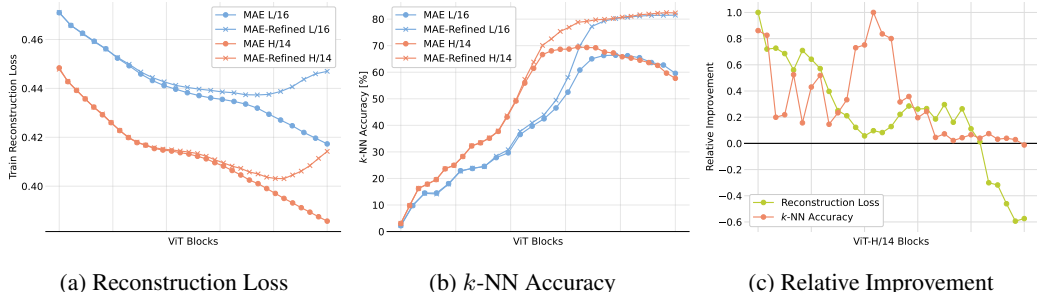 Train Reconstruction Loss
0.46
0.44
0.42
0.40
MAE L/16
MAE-Refined L/16
MAE H/14
MAE-Refined H/14
ViT Blocks
(a) Reconstruction Loss
k-NN Accuracy [%]
80
70
60
50
40
30
20
10
0
MAE L/16
MAE-Refined L/16
MAE H/14
MAE-Refined H/14
ViT Blocks
(b) k-NN Accuracy
Relative Improvement
1.0
0.8
0.6
0.4
0.2
0.0
−0.2
−0.4
−0.6
Reconstruction Loss
k-NN Accuracy
ViT-H/14 Blocks
(c) Relative Improvement